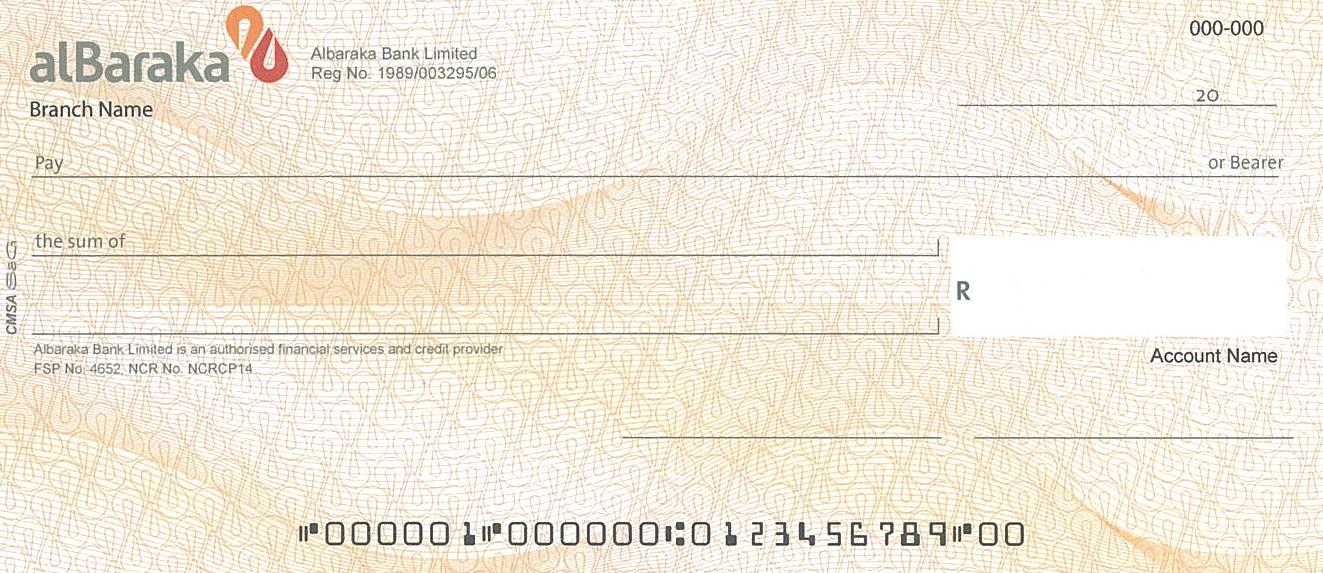 000-000
alBaraka
Albaraka Bank Limited
Reg No. 1989/003295/06
Branch Name
20
Pay or Bearer
the sum of
R
CMSA
Albaraka Bank Limited is an authorised financial services and credit provider
FSP No. 4652 NCR No. NCRCP14
Account Name
⑈000001⑈000000⑆0123456789⑈00